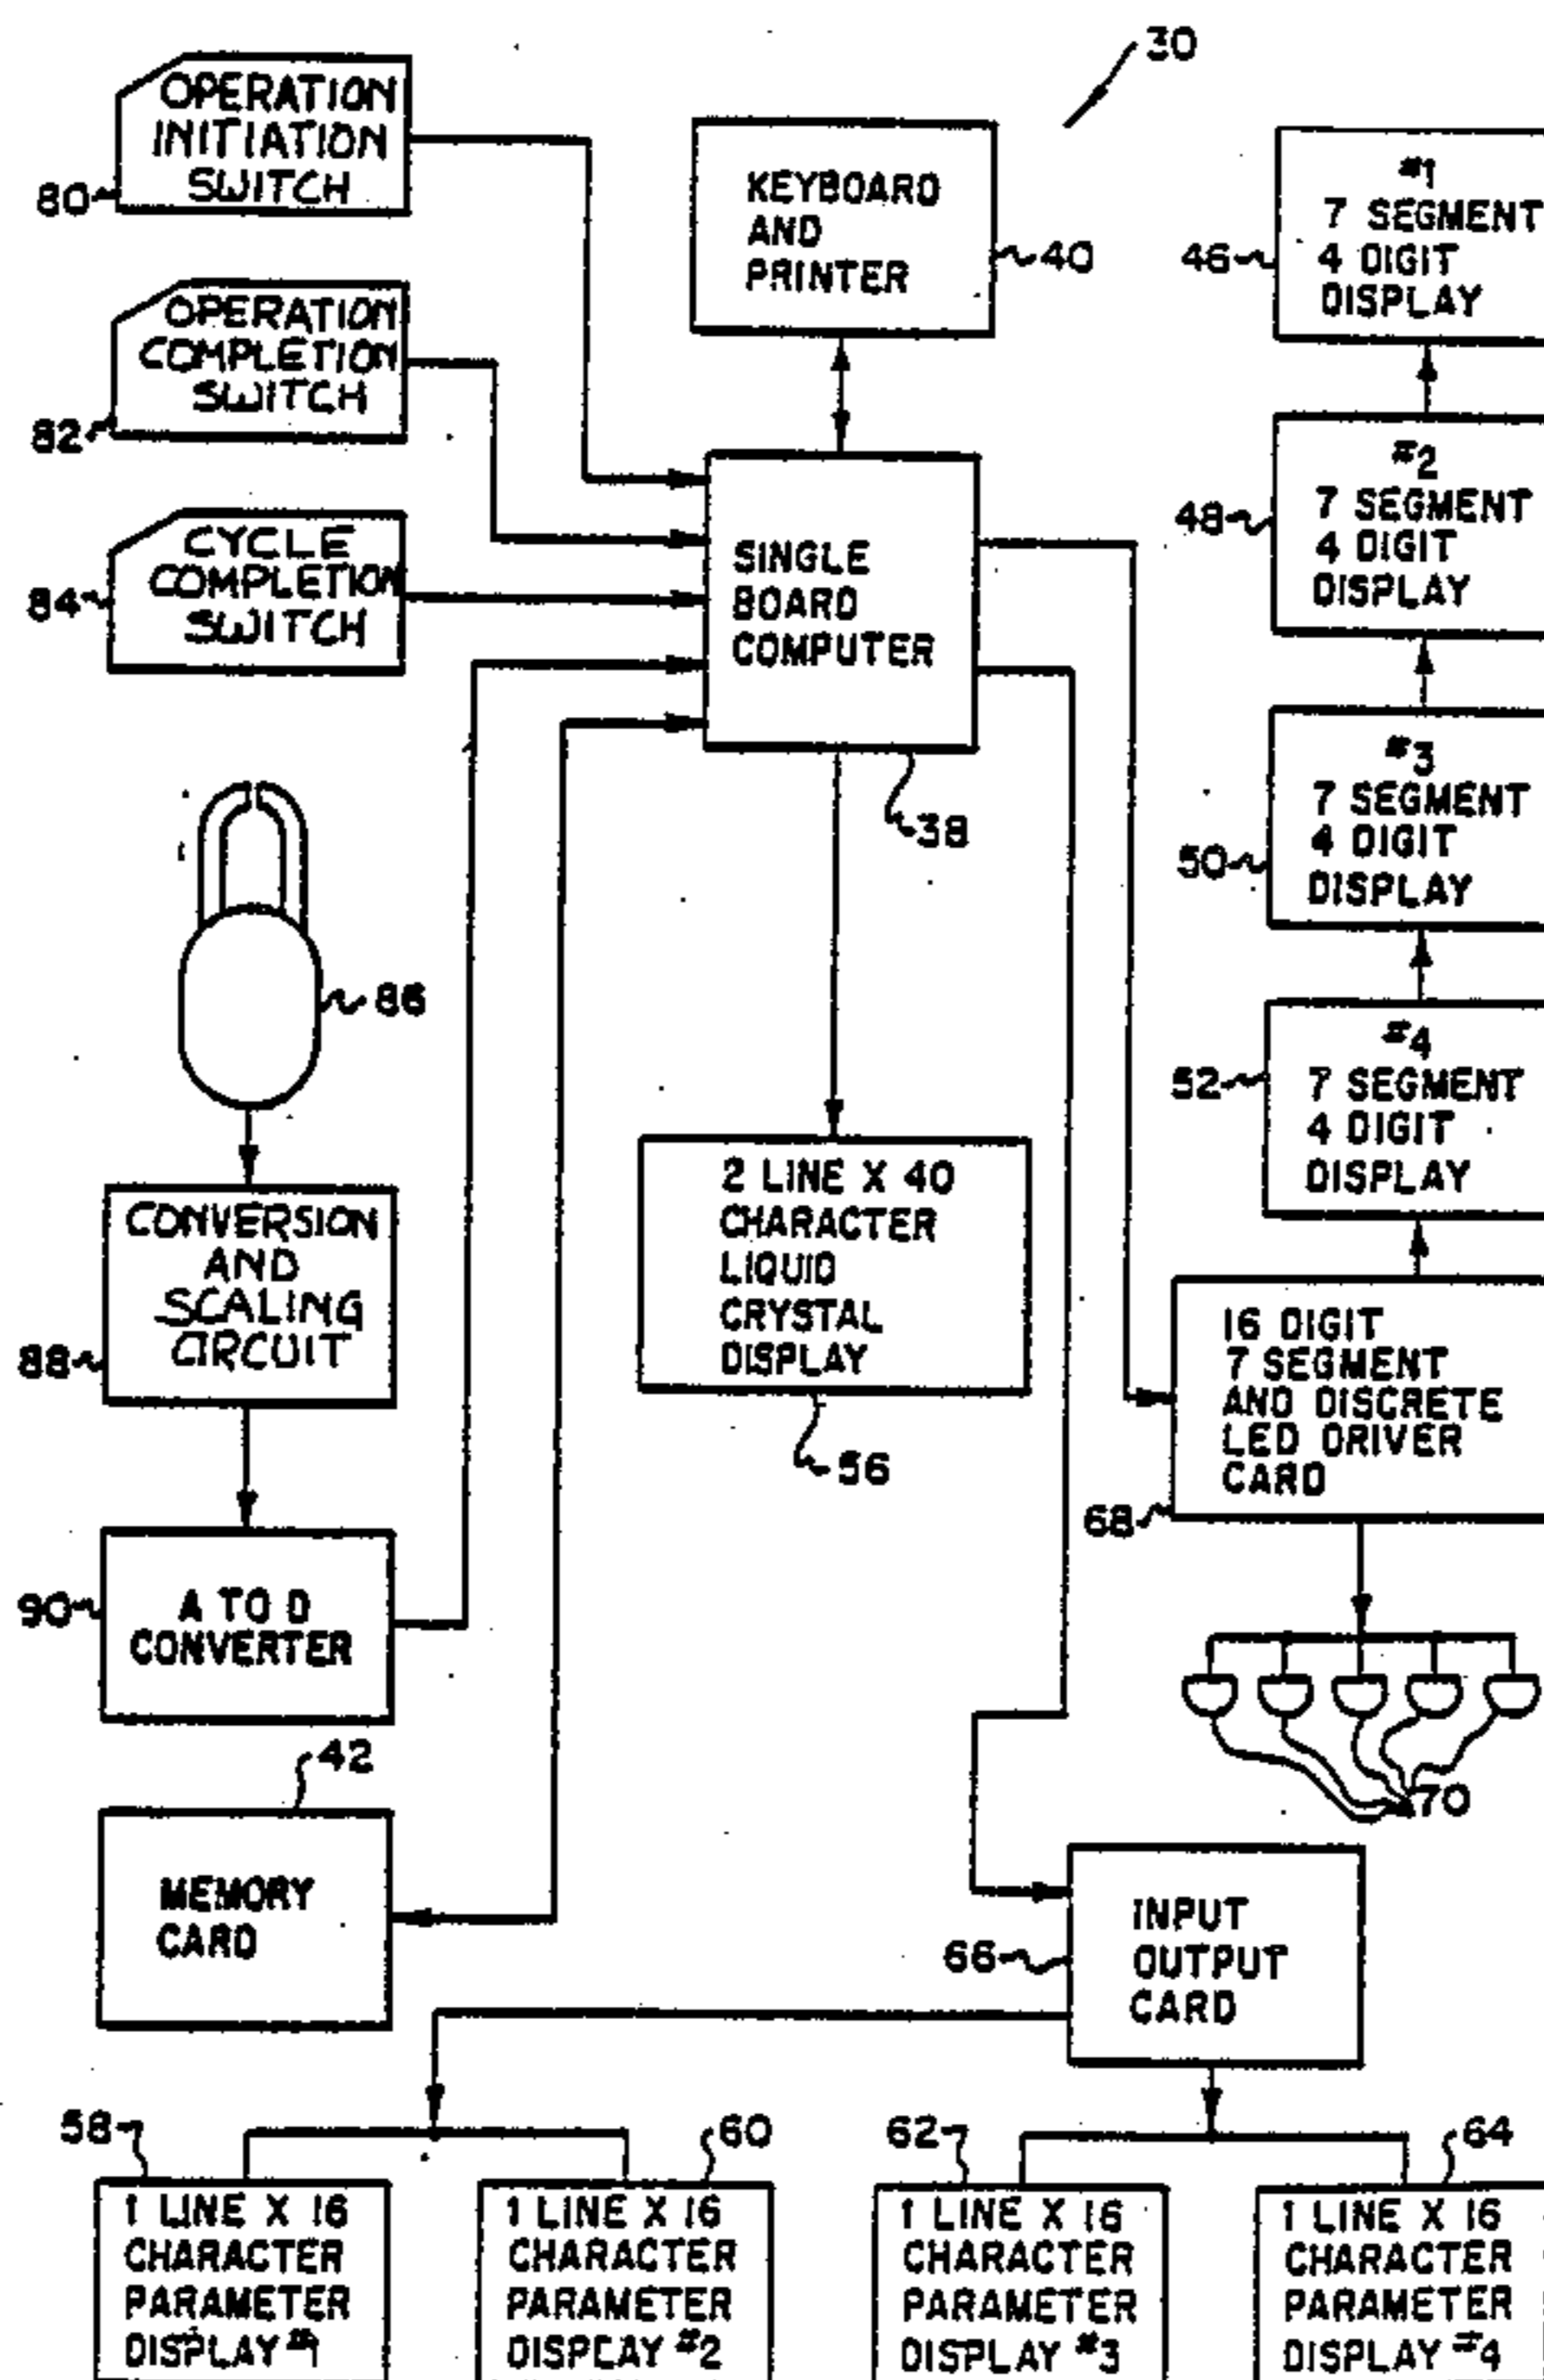 30
OPERATION
INITIATION
SWITCH
80
KEYBOARD
AND
PRINTER
40
#1
7 SEGMENT
4 DIGIT
DISPLAY
46
OPERATION
COMPLETION
SWITCH
82
#2
7 SEGMENT
4 DIGIT
DISPLAY
48
CYCLE
COMPLETION
SWITCH
84
SINGLE
BOARD
COMPUTER
38
#3
7 SEGMENT
4 DIGIT
DISPLAY
50
86
#4
7 SEGMENT
4 DIGIT
DISPLAY
52
CONVERSION
AND
SCALING
CIRCUIT
88
2 LINE X 40
CHARACTER
LIQUID
CRYSTAL
DISPLAY
56
16 DIGIT
7 SEGMENT
AND DISCRETE
LED DRIVER
CARD
68
A TO D
CONVERTER
90
70
42
MEMORY
CARD
INPUT
OUTPUT
CARD
66
58
1 LINE X 16
CHARACTER
PARAMETER
DISPLAY #1
60
1 LINE X 16
CHARACTER
PARAMETER
DISPLAY #2
62
1 LINE X 16
CHARACTER
PARAMETER
DISPLAY #3
64
1 LINE X 16
CHARACTER
PARAMETER
DISPLAY #4